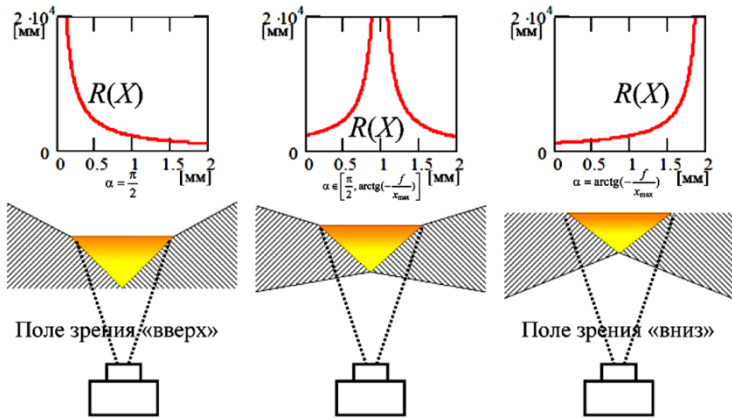 2·10⁴
[мм]
R(X)
0
0 0.5 1 1.5 2
[мм]
α = π/2
2·10⁴
[мм]
R(X)
0
0 0.5 1 1.5 2
[мм]
α ∈ [π/2, arctg(-f/x_max)]
2·10⁴
[мм]
R(X)
0
0 0.5 1 1.5 2
[мм]
α = arctg(-f/x_max)
Поле зрения «вверх»
Поле зрения «вниз»